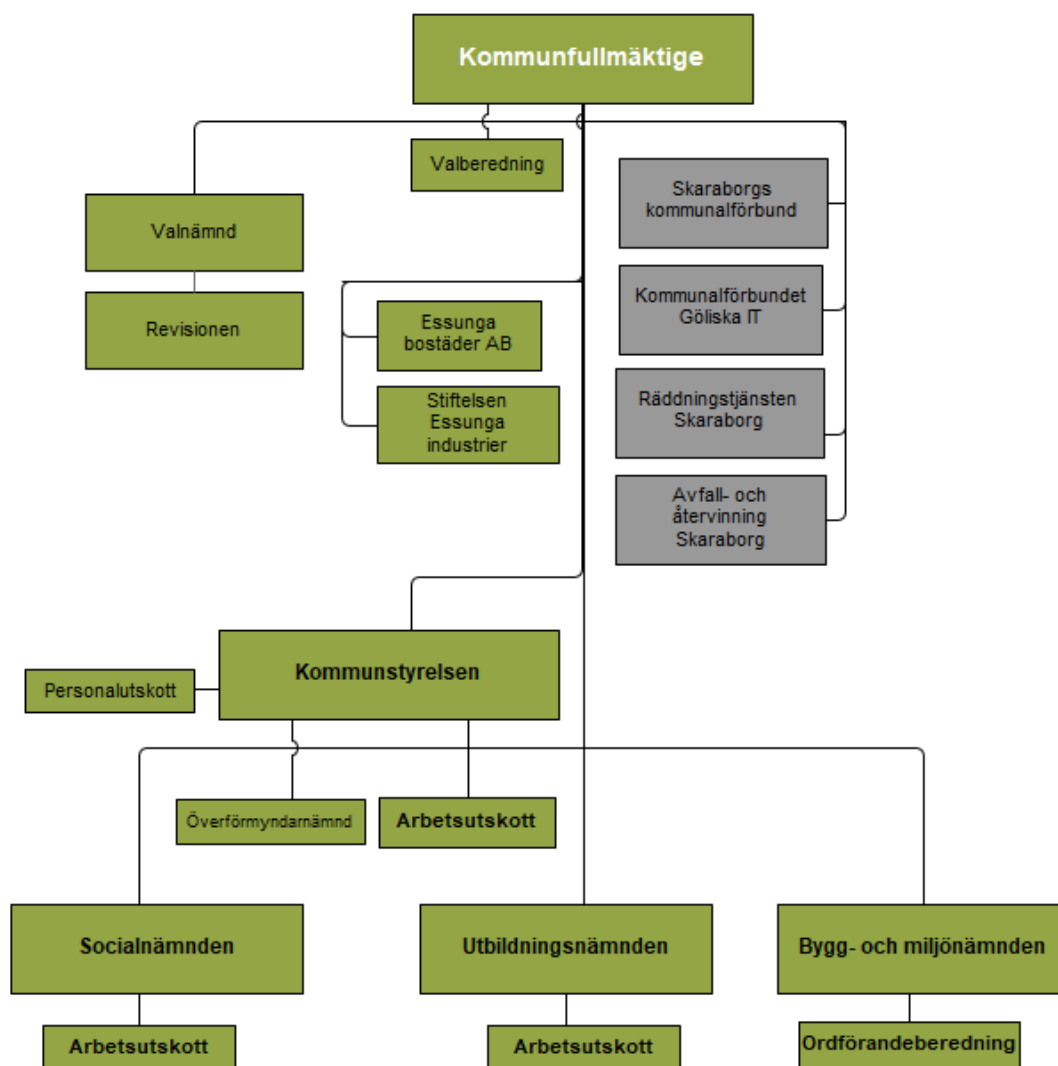 Kommunfullmäktige
Valberedning
Skaraborgs
kommunalförbund
Valnämnd
Kommunalförbundet
Göliska IT
Revisionen
Essunga
bostäder AB
Räddningstjänsten
Skaraborg
Stiftelsen
Essunga
industrier
Avfall- och
återvinning
Skaraborg
Kommunstyrelsen
Personalutskott
Överförmyndarnämnd
Arbetsutskott
Socialnämnden
Utbildningsnämnden
Bygg- och miljönämnden
Arbetsutskott
Arbetsutskott
Ordförandeberedning